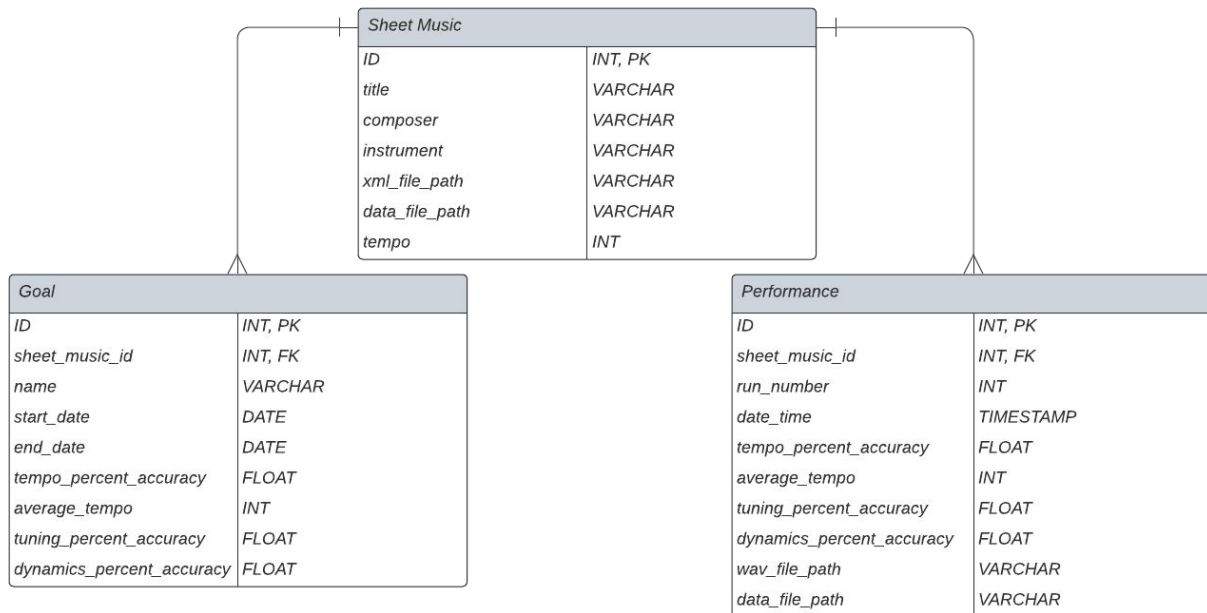 Sheet Music
ID INT, PK
title VARCHAR
composer VARCHAR
instrument VARCHAR
xml_file_path VARCHAR
data_file_path VARCHAR
tempo INT
Goal
ID INT, PK
sheet_music_id INT, FK
name VARCHAR
start_date DATE
end_date DATE
tempo_percent_accuracy FLOAT
average_tempo INT
tuning_percent_accuracy FLOAT
dynamics_percent_accuracy FLOAT
Performance
ID INT, PK
sheet_music_id INT, FK
run_number INT
date_time TIMESTAMP
tempo_percent_accuracy FLOAT
average_tempo INT
tuning_percent_accuracy FLOAT
dynamics_percent_accuracy FLOAT
wav_file_path VARCHAR
data_file_path VARCHAR